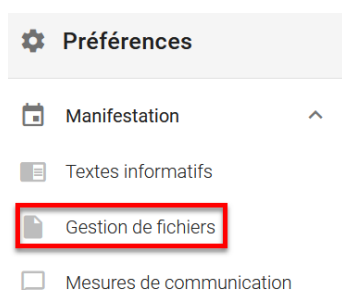 Préférences
Manifestation
Textes informatifs
Gestion de fichiers
Mesures de communication